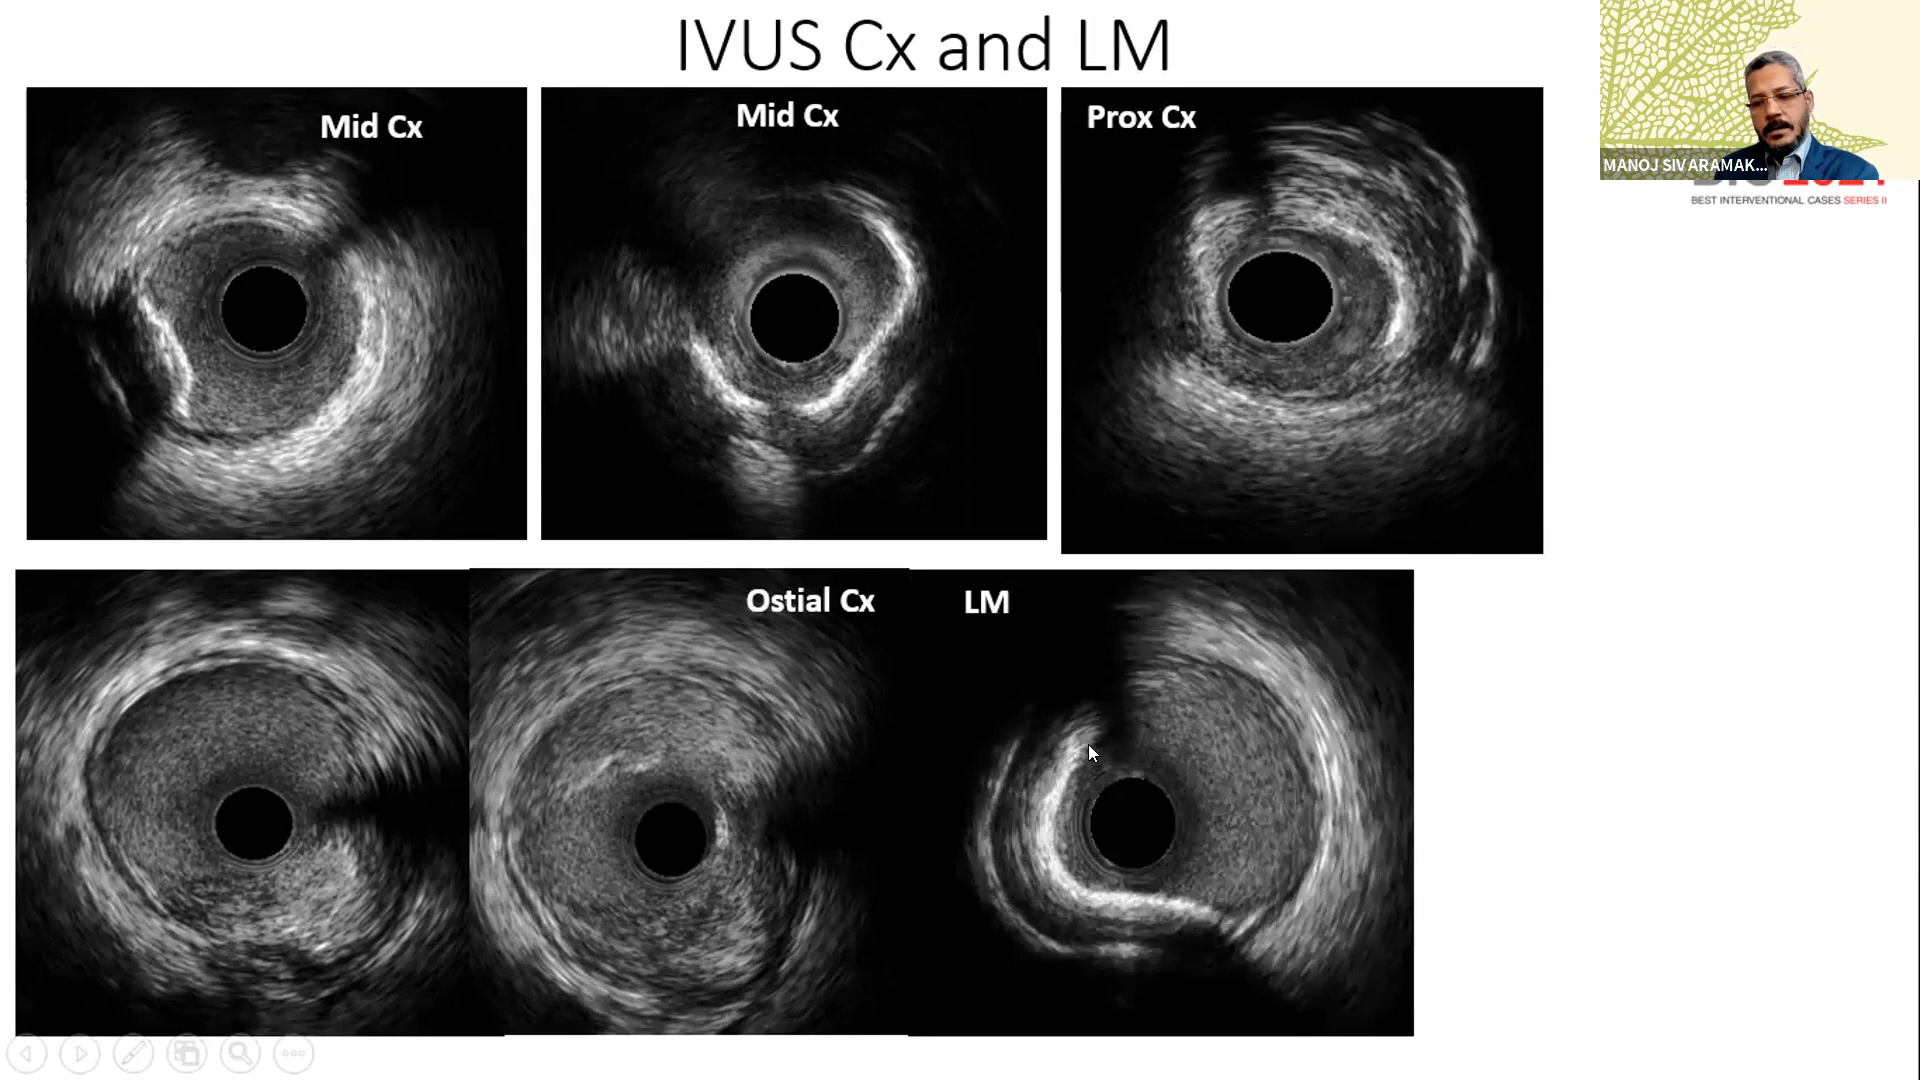 IVUS Cx and LM
Mid Cx
Mid Cx
Prox Cx
MANOJ SIVARAMAK...
BEST INTERVENTIONAL CASES SERIES II
Ostial Cx
LM